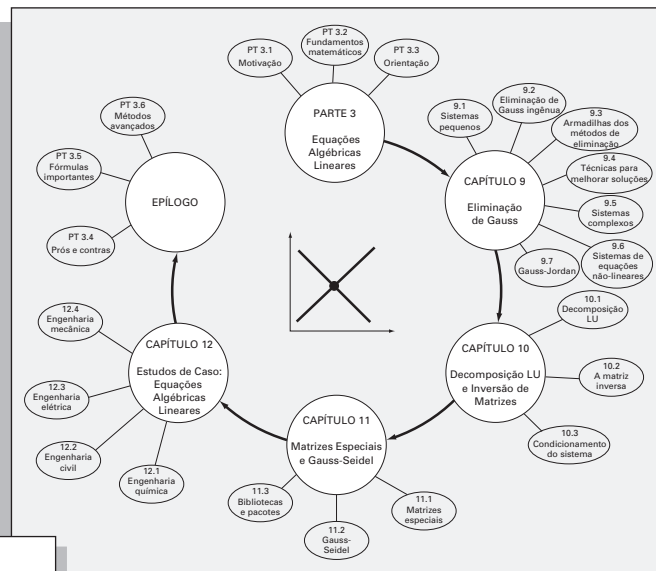 PT 3.1
Motivação
PT 3.2
Fundamentos
matemáticos
PT 3.3
Orientação
PARTE 3
Equações
Algébricas
Lineares
9.1
Sistemas
pequenos
9.2
Eliminação de
Gauss ingênua
9.3
Armadilhas dos
métodos de
eliminação
9.4
Técnicas para
melhorar soluções
9.5
Sistemas
complexos
9.6
Sistemas de
equações
não-lineares
9.7
Gauss-Jordan
CAPÍTULO 9
Eliminação
de Gauss
10.1
Decomposição
LU
10.2
A matriz
inversa
10.3
Condicionamento
do sistema
CAPÍTULO 10
Decomposição LU
e Inversão de
Matrizes
CAPÍTULO 11
Matrizes Especiais
e Gauss-Seidel
11.1
Matrizes
especiais
11.2
Gauss-
Seidel
11.3
Bibliotecas
e pacotes
CAPÍTULO 12
Estudos de Caso:
Equações
Algébricas
Lineares
12.1
Engenharia
química
12.2
Engenharia
civil
12.3
Engenharia
elétrica
12.4
Engenharia
mecânica
EPÍLOGO
PT 3.4
Prós e contras
PT 3.5
Fórmulas
importantes
PT 3.6
Métodos
avançados